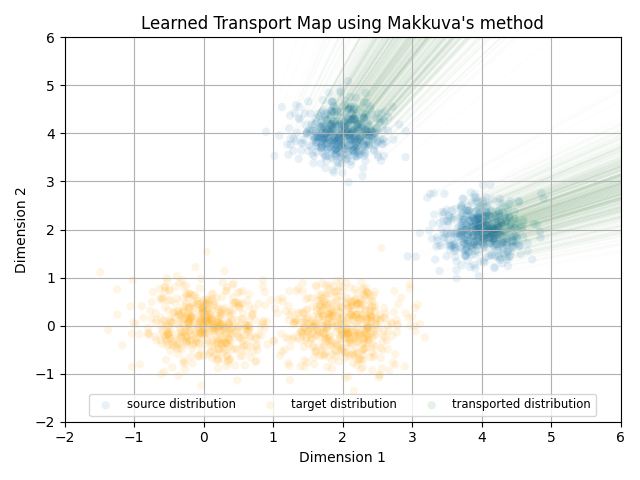 Learned Transport Map using Makkuva's method
6
5
4
3
2
1
0
−1
−2
Dimension 2
source distribution target distribution transported distribution
−2 −1 0 1 2 3 4 5 6
Dimension 1